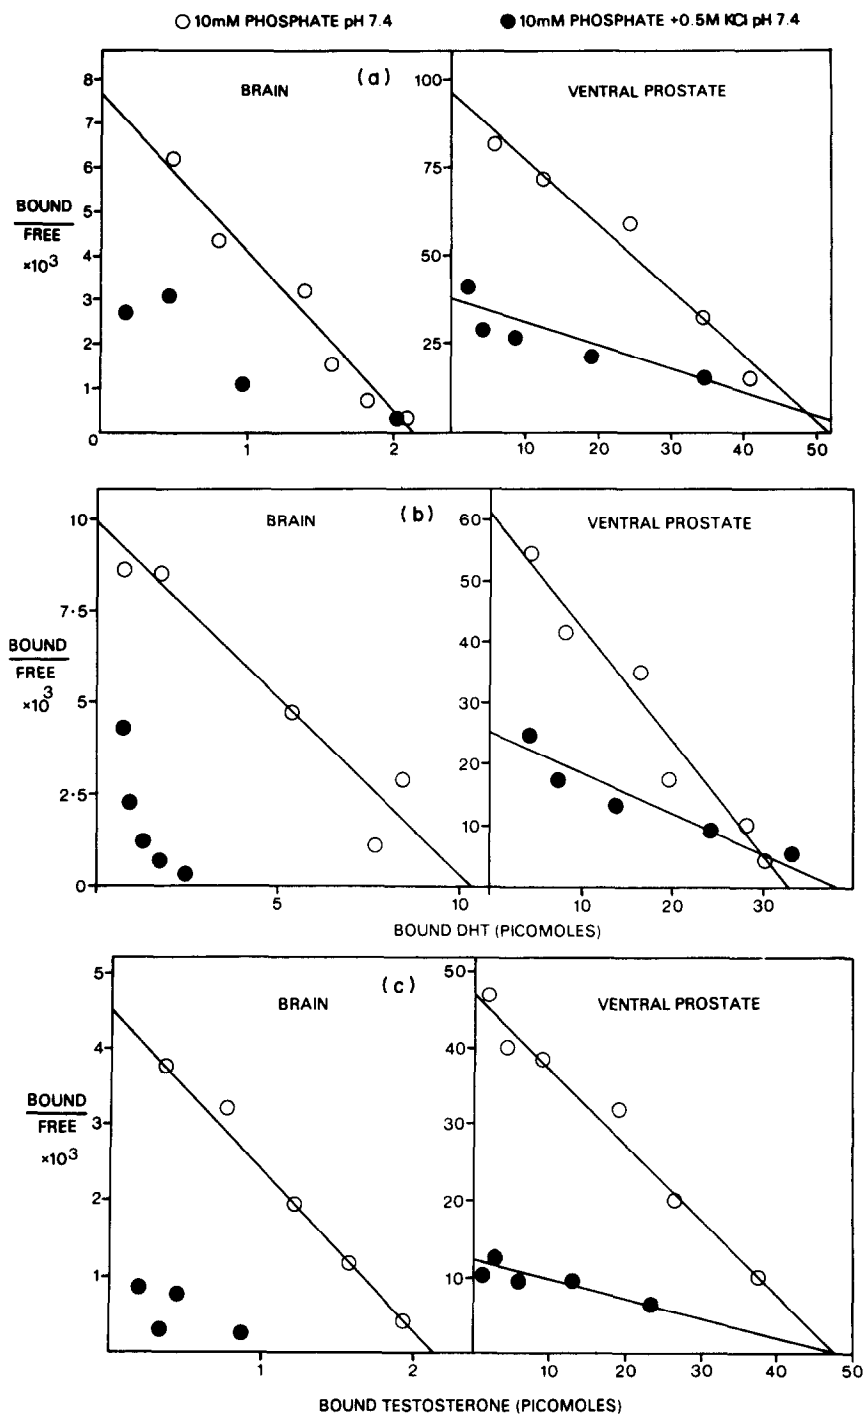 10mM PHOSPHATE pH 7.4
10mM PHOSPHATE +0.5M KCl pH 7.4
(a)
BRAIN
VENTRAL PROSTATE
BOUND
FREE
×10³
8
7
6
5
4
3
2
1
0
1
2
100
75
50
25
10
20
30
40
50
(b)
BRAIN
VENTRAL PROSTATE
BOUND
FREE
×10³
10
7·5
5
2·5
0
5
10
60
50
40
30
20
10
10
20
30
BOUND DHT (PICOMOLES)
(c)
BRAIN
VENTRAL PROSTATE
BOUND
FREE
×10³
5
4
3
2
1
1
2
50
40
30
20
10
10
20
30
40
50
BOUND TESTOSTERONE (PICOMOLES)